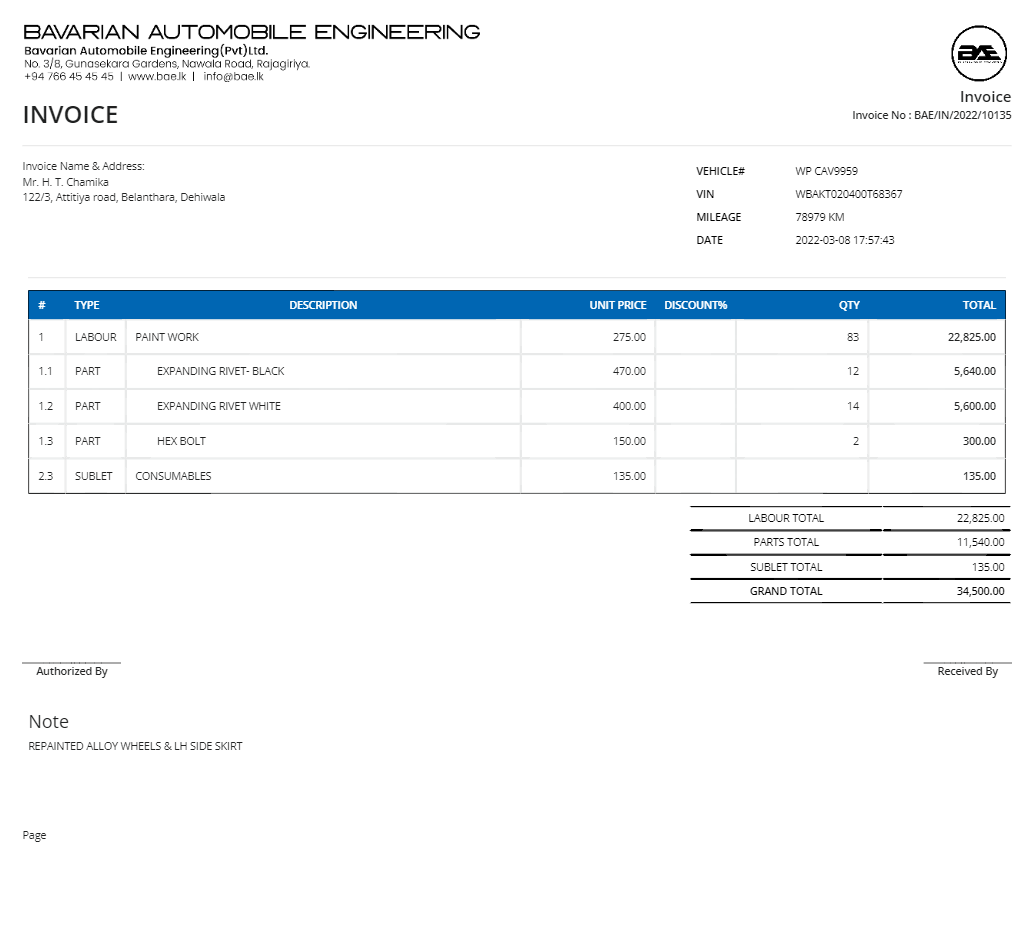 BAVARIAN AUTOMOBILE ENGINEERING
Bavarian Automobile Engineering(Pvt)Ltd.
No. 3/8, Gunasekara Gardens, Nawala Road, Rajagiriya.
+94 766 45 45 45 | www.bae.lk | info@bae.lk
BAE
Invoice
INVOICE
Invoice No : BAE/IN/2022/10135
Invoice Name & Address:
Mr. H. T. Chamika
122/3, Attitiya road, Belanthara, Dehiwala
VEHICLE# WP CAV9959
VIN WBAKT020400T68367
MILEAGE 78979 KM
DATE 2022-03-08 17:57:43
# TYPE DESCRIPTION UNIT PRICE DISCOUNT% QTY TOTAL
1 LABOUR PAINT WORK 275.00 83 22,825.00
1.1 PART EXPANDING RIVET- BLACK 470.00 12 5,640.00
1.2 PART EXPANDING RIVET WHITE 400.00 14 5,600.00
1.3 PART HEX BOLT 150.00 2 300.00
2.3 SUBLET CONSUMABLES 135.00 135.00
LABOUR TOTAL 22,825.00
PARTS TOTAL 11,540.00
SUBLET TOTAL 135.00
GRAND TOTAL 34,500.00
Authorized By Received By
Note
REPAINTED ALLOY WHEELS & LH SIDE SKIRT
Page